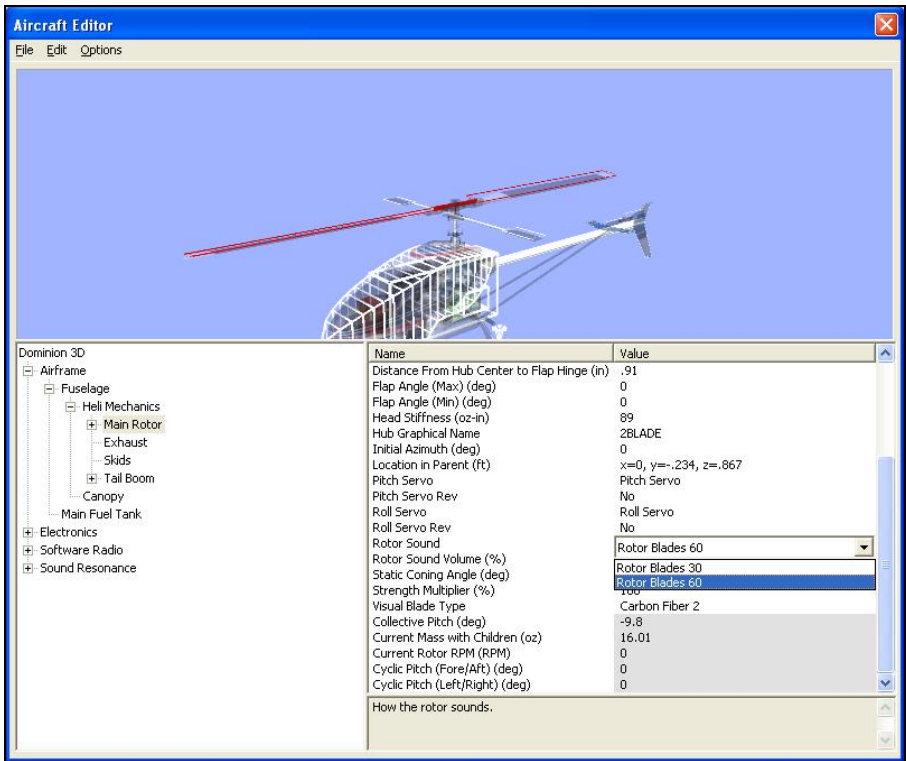 Aircraft Editor
File Edit Options
Dominion 3D
Airframe
Fuselage
Heli Mechanics
Main Rotor
Exhaust
Skids
Tail Boom
Canopy
Main Fuel Tank
Electronics
Software Radio
Sound Resonance
Name Value
Distance From Hub Center to Flap Hinge (in) .91
Flap Angle (Max) (deg) 0
Flap Angle (Min) (deg) 0
Head Stiffness (oz-in) 89
Hub Graphical Name 2BLADE
Initial Azimuth (deg) 0
Location in Parent (ft) x=0, y=-.234, z=.867
Pitch Servo Pitch Servo
Pitch Servo Rev No
Roll Servo Roll Servo
Roll Servo Rev No
Rotor Sound Rotor Blades 60
Rotor Sound Volume (%) Rotor Blades 30
Static Coning Angle (deg) Rotor Blades 60
Strength Multiplier (%) 100
Visual Blade Type Carbon Fiber 2
Collective Pitch (deg) -9.8
Current Mass with Children (oz) 16.01
Current Rotor RPM (RPM) 0
Cyclic Pitch (Fore/Aft) (deg) 0
Cyclic Pitch (Left/Right) (deg) 0
How the rotor sounds.